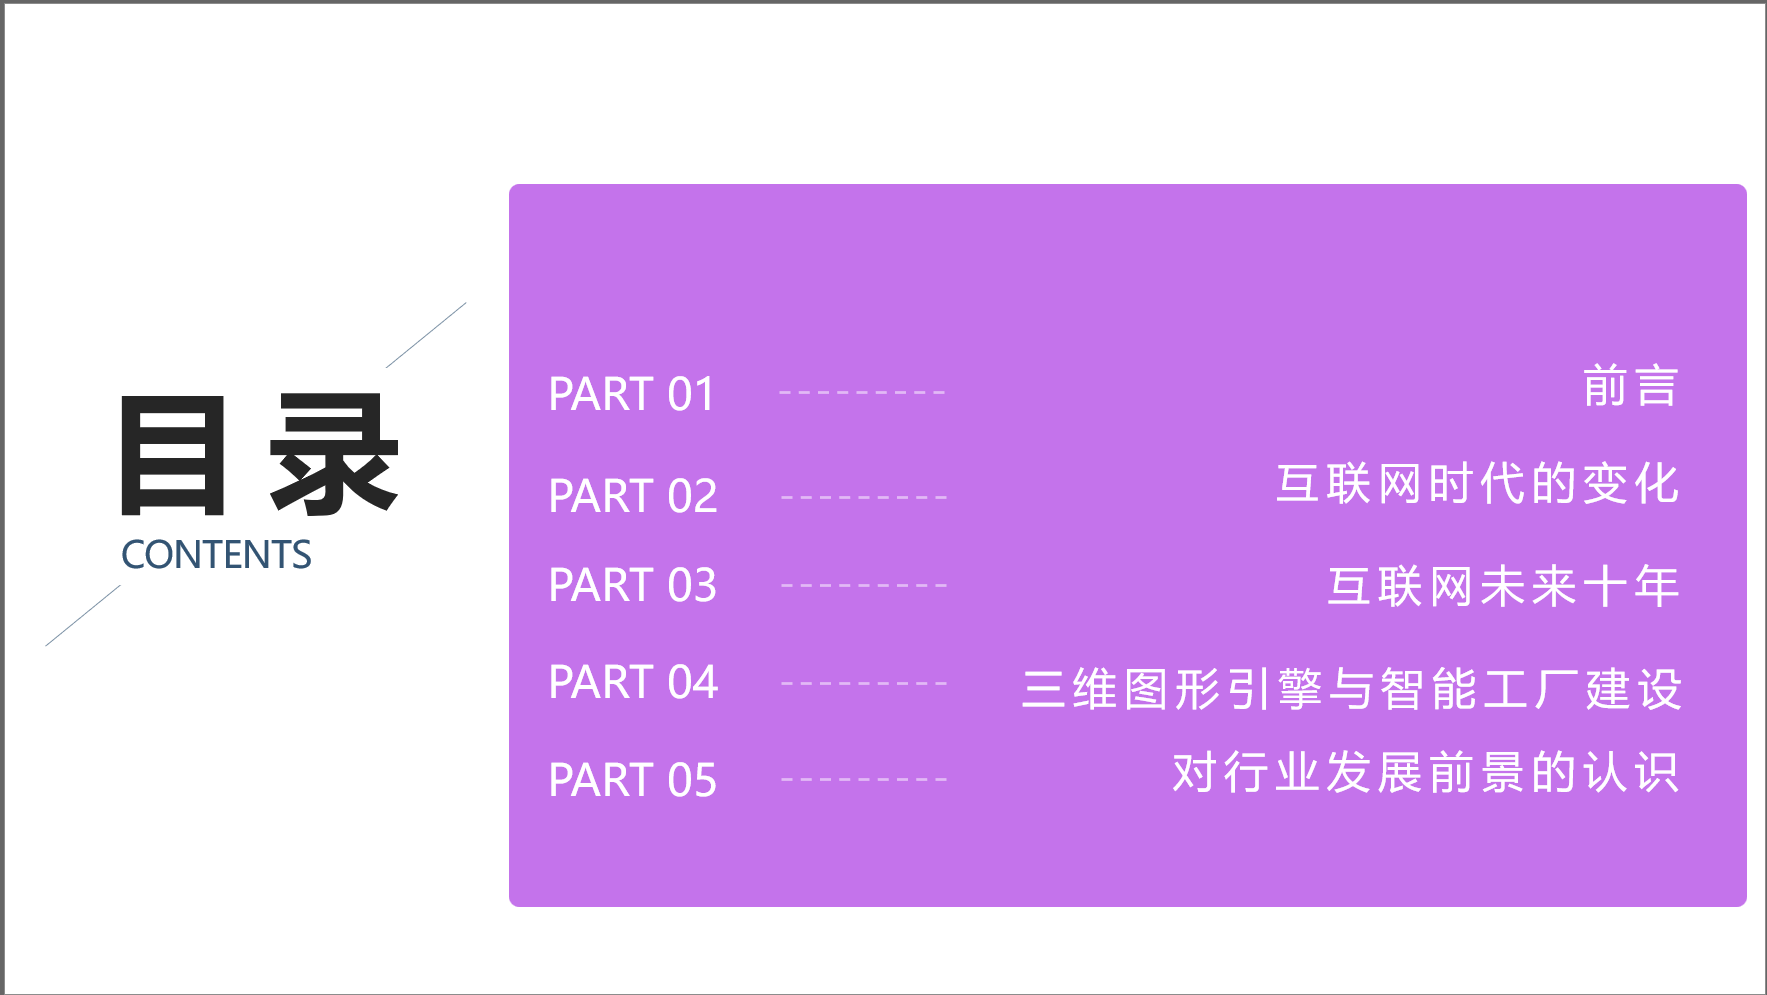 目录
CONTENTS
PART 01 --------- 前言
PART 02 --------- 互联网时代的变化
PART 03 --------- 互联网未来十年
PART 04 --------- 三维图形引擎与智能工厂建设
PART 05 --------- 对行业发展前景的认识